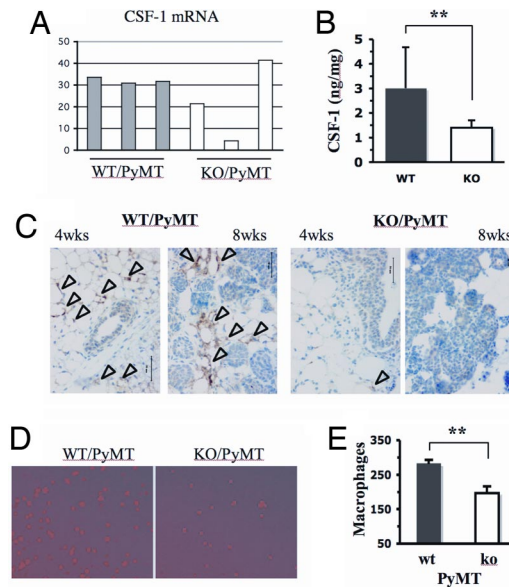 A
CSF-1 mRNA
50
40
30
20
10
0
WT/PyMT
KO/PyMT
B
**
CSF-1 (ng/mg)
5
4
3
2
1
0
WT
KO
C
WT/PyMT
KO/PyMT
4wks
8wks
4wks
8wks
D
WT/PyMT
KO/PyMT
E
**
Macrophages
350
250
150
50
wt
ko
PyMT